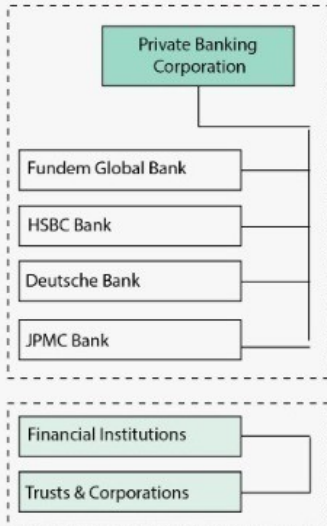 Private Banking
Corporation
Fundem Global Bank
HSBC Bank
Deutsche Bank
JPMC Bank
Financial Institutions
Trusts & Corporations